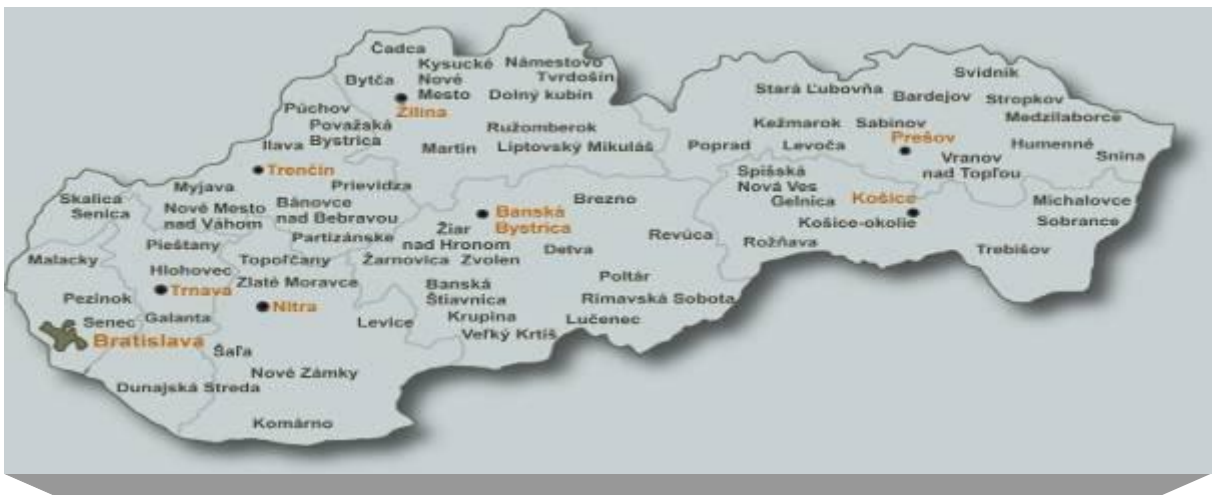 Čadca
Kysucké
Nové
Mesto
Námestovo
Tvrdošín
Bytča
Dolný kubín
Žilina
Púchov
Považská
Bystrica
Ilava
Ružomberok
Martin
Liptovský Mikuláš
Svidník
Stará Ľubovňa
Bardejov
Stropkov
Medzilaborce
Kežmarok
Sabinov
Prešov
Humenné
Poprad
Levoča
Vranov
nad Topľou
Snina
Trenčín
Prievidza
Myjava
Skalica
Senica
Nové Mesto
nad Váhom
Bánovce
nad Bebravou
Partizánske
Brezno
Banská
Bystrica
Spišská
Nová Ves
Gelnica
Košice
Košice-okolie
Michalovce
Sobrance
Žiar
nad Hronom
Revúca
Rožňava
Trebišov
Detva
Piešťany
Malacky
Topoľčany
Žarnovica
Zvolen
Hlohovec
Zlaté Moravce
Poltár
Pezinok
Trnava
Nitra
Banská
Štiavnica
Rimavská Sobota
Senec
Galanta
Levice
Krupina
Lučenec
Veľký Krtíš
Bratislava
Šaľa
Nové Zámky
Dunajská Streda
Komárno